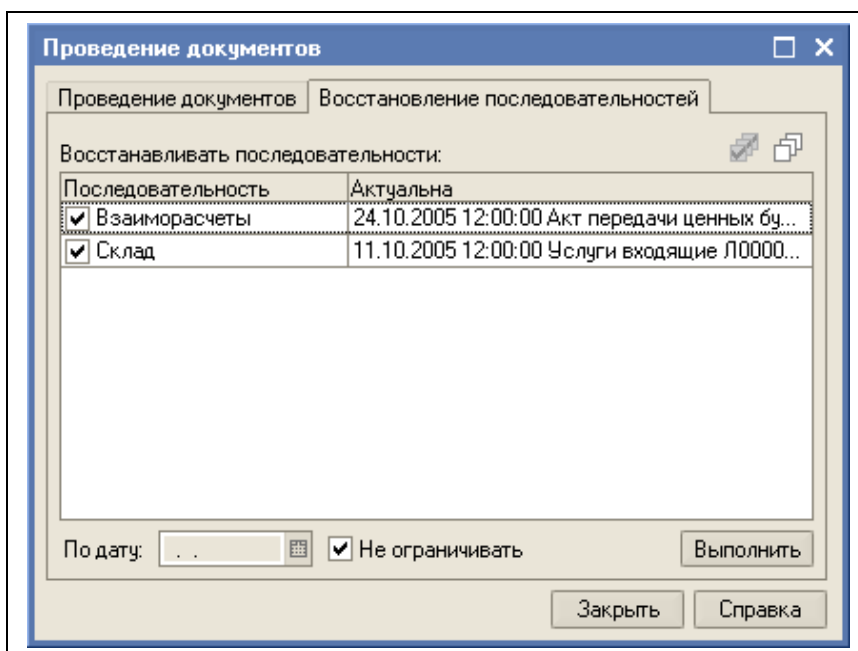 Проведение документов
Проведение документов Восстановление последовательностей
Восстанавливать последовательности:
Последовательность Актуальна
Взаиморасчеты 24.10.2005 12:00:00 Акт передачи ценных бу...
Склад 11.10.2005 12:00:00 Услуги входящие Л0000...
По дату: . . Не ограничивать Выполнить
Закрыть Справка